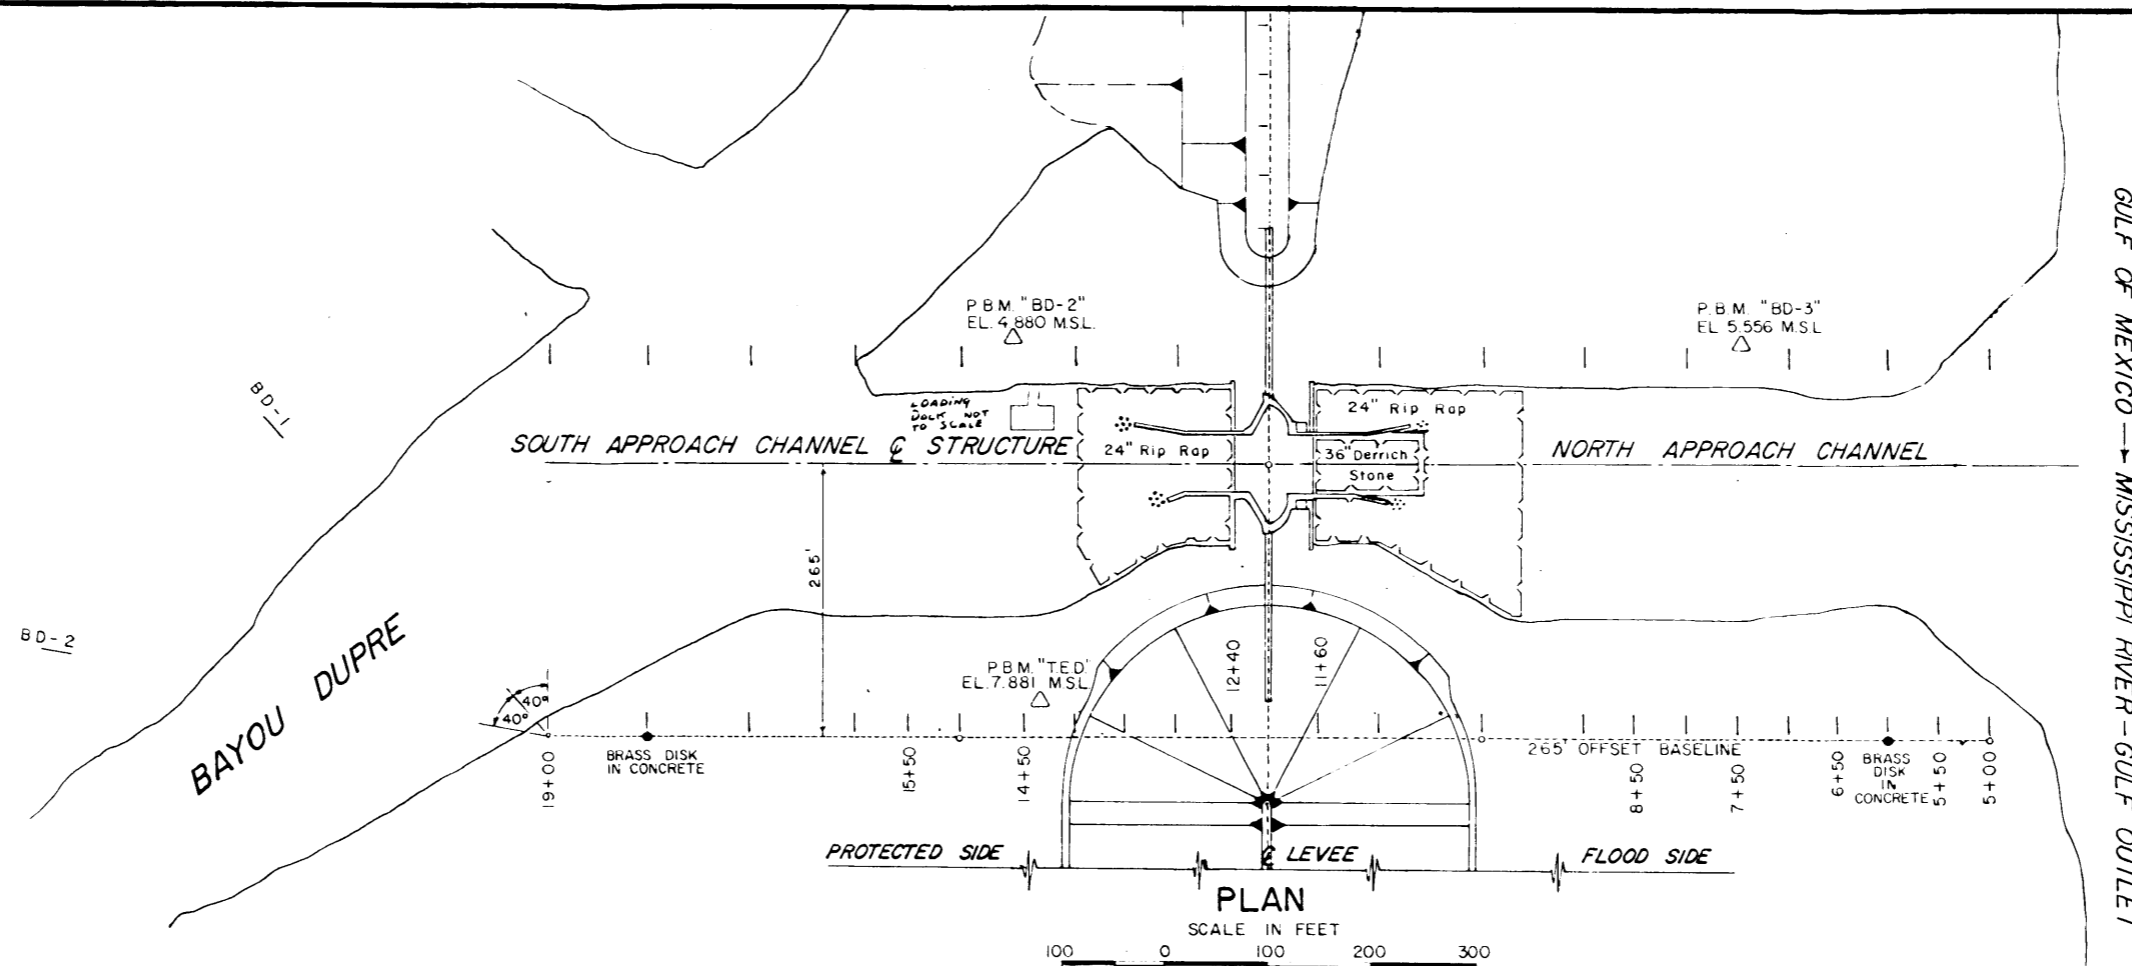 P.B.M. "BD-2"
EL. 4.880 M.S.L.
P.B.M. "BD-3"
EL 5.556 M.S.L
BD-1
LOADING
DOCK NOT
TO SCALE
24" Rip Rap
SOUTH APPROACH CHANNEL ℄ STRUCTURE
24" Rip Rap
36" Derrich
Stone
NORTH APPROACH CHANNEL
GULF OF MEXICO → MISSISSIPPI RIVER - GULF OUTLET
265'
BD-2
BAYOU DUPRE
P.B.M. "T.E.D."
EL. 7.881 M.S.L.
12+40
11+60
40°
40°
19+00
BRASS DISK
IN CONCRETE
15+50
14+50
265' OFFSET BASELINE
8+50
7+50
6+50
BRASS
DISK
IN
CONCRETE
5+50
5+00
PROTECTED SIDE
℄ LEVEE
FLOOD SIDE
PLAN
SCALE IN FEET
100 0 100 200 300